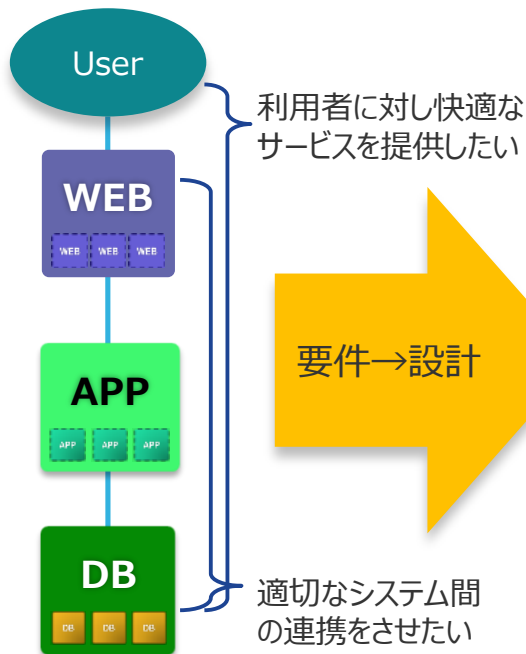 User
利用者に対し快適な
サービスを提供したい
WEB
WEB WEB WEB
要件→設計
APP
APP APP APP
DB
DB DB DB
適切なシステム間
の連携をさせたい